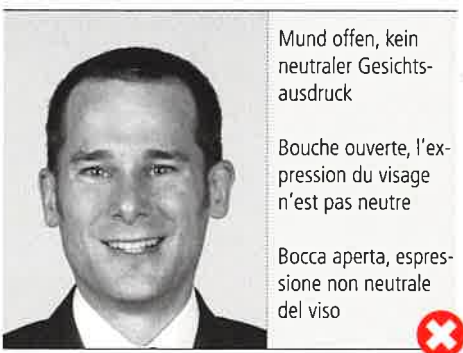 Mund offen, kein
neutraler Gesichts-
ausdruck
Bouche ouverte, l'ex-
pression du visage
n'est pas neutre
Bocca aperta, espres-
sione non neutrale
del viso